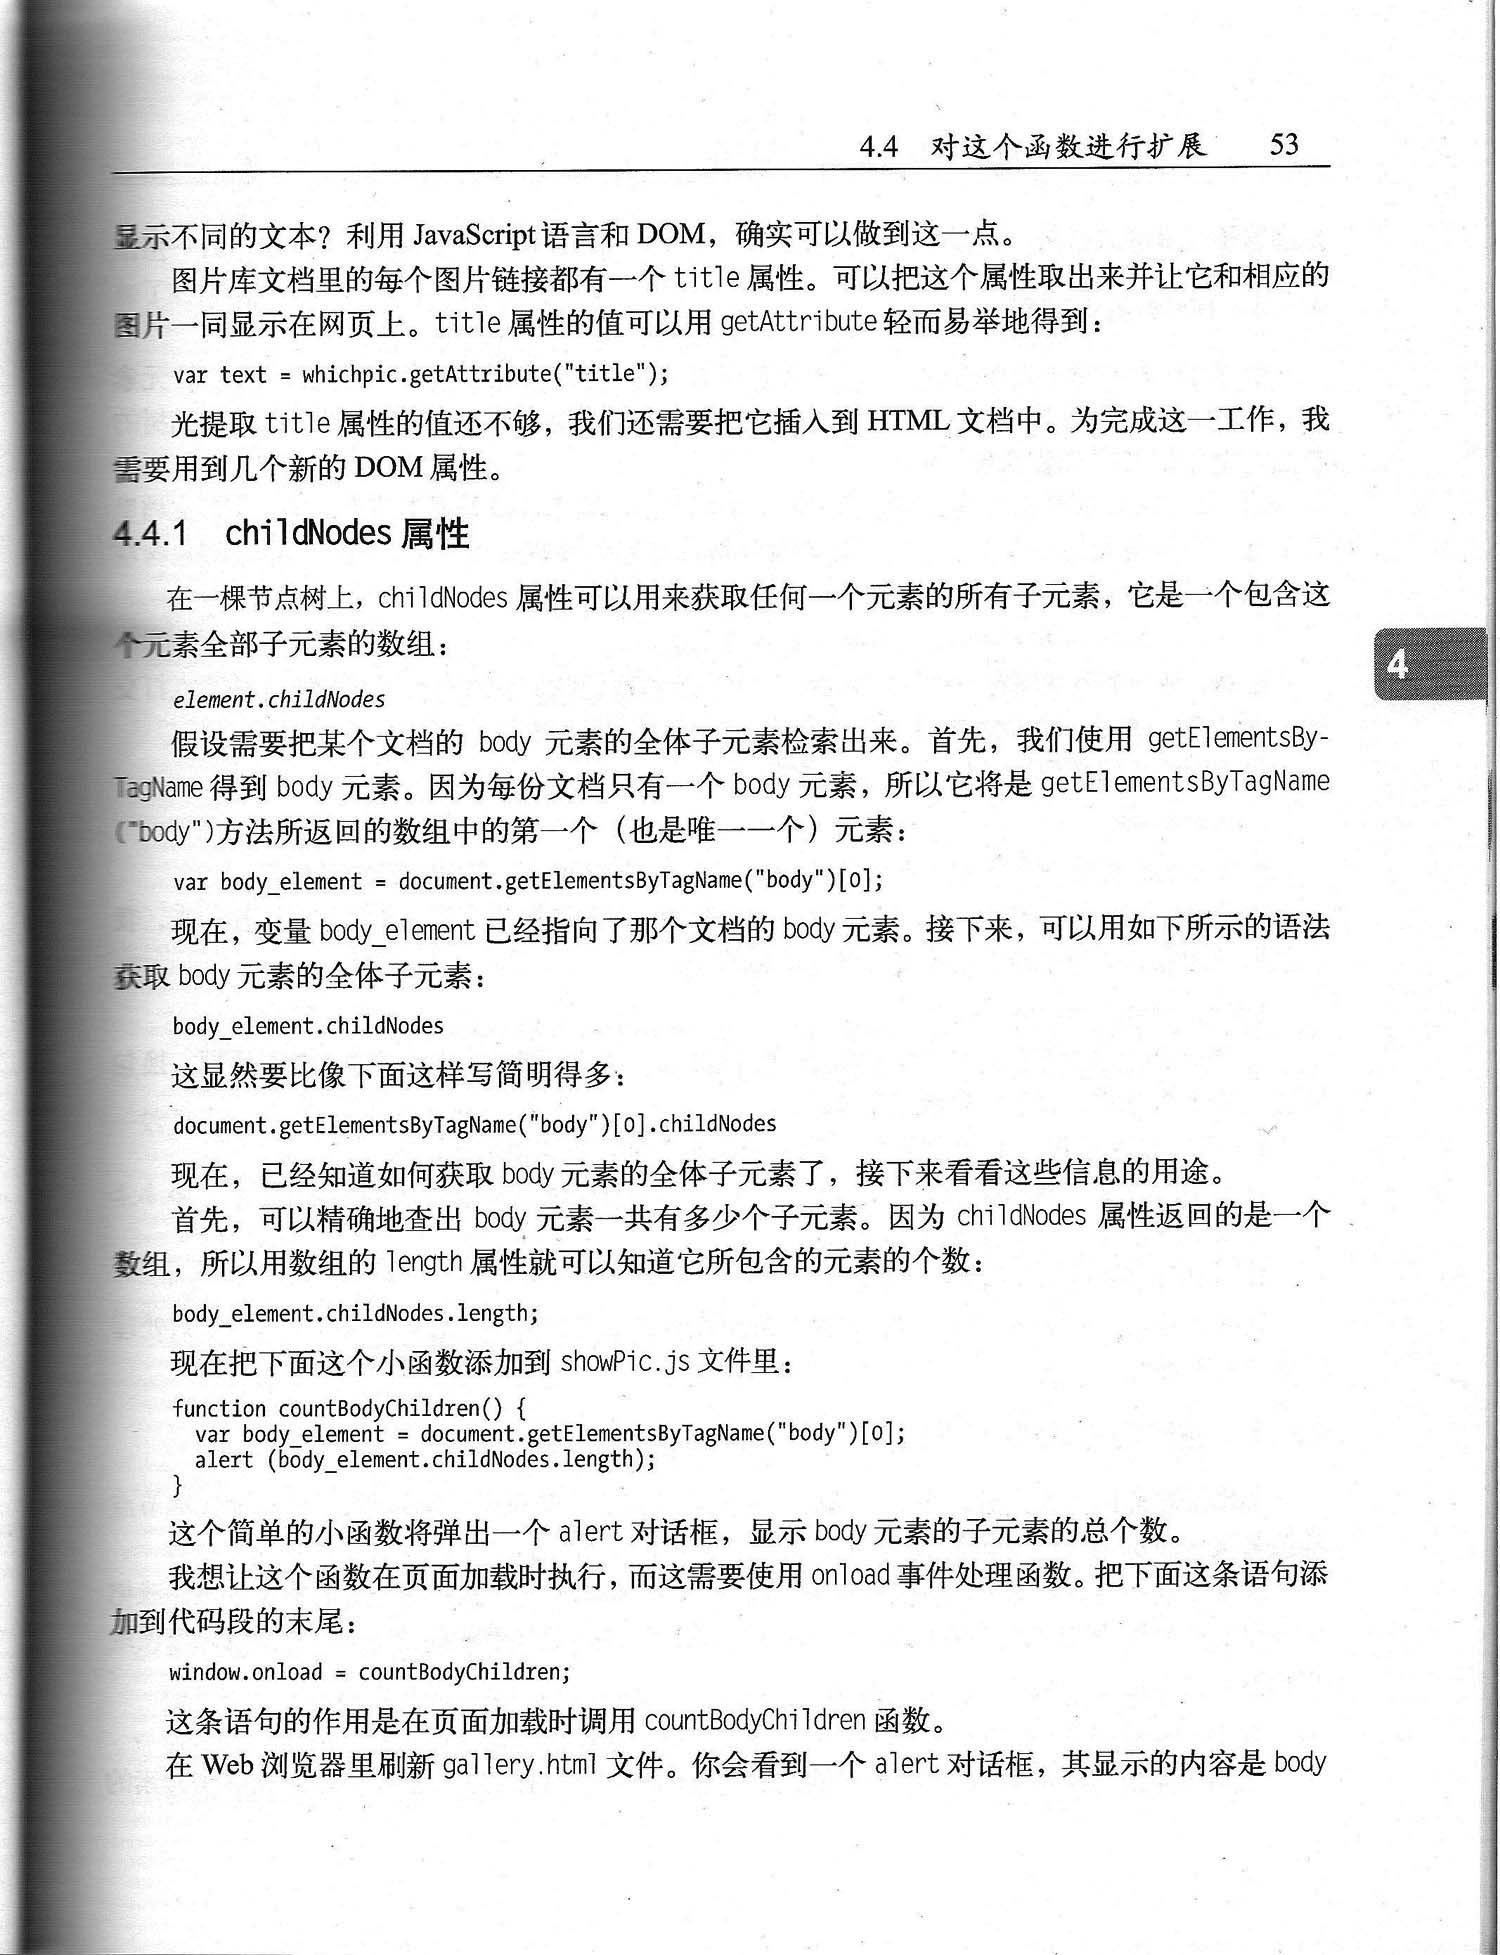 4.4 对这个函数进行扩展 53
显示不同的文本？利用 JavaScript 语言和 DOM，确实可以做到这一点。
图片库文档里的每个图片链接都有一个 title 属性。可以把这个属性取出来并让它和相应的
图片一同显示在网页上。title 属性的值可以用 getAttribute 轻而易举地得到：
var text = whichpic.getAttribute("title");
光提取 title 属性的值还不够，我们还需要把它插入到 HTML 文档中。为完成这一工作，我
需要用到几个新的 DOM 属性。
4.4.1 childNodes 属性
在一棵节点树上，childNodes 属性可以用来获取任何一个元素的所有子元素，它是一个包含这
个元素全部子元素的数组：
element.childNodes
假设需要把某个文档的 body 元素的全体子元素检索出来。首先，我们使用 getElementsBy-
TagName 得到 body 元素。因为每份文档只有一个 body 元素，所以它将是 getElementsByTagName
("body")方法所返回的数组中的第一个（也是唯一一个）元素：
var body_element = document.getElementsByTagName("body")[0];
现在，变量 body_element 已经指向了那个文档的 body 元素。接下来，可以用如下所示的语法
获取 body 元素的全体子元素：
body_element.childNodes
这显然要比像下面这样写简明得多：
document.getElementsByTagName("body")[0].childNodes
现在，已经知道如何获取 body 元素的全体子元素了，接下来看看这些信息的用途。
首先，可以精确地查出 body 元素一共有多少个子元素。因为 childNodes 属性返回的是一个
数组，所以用数组的 length 属性就可以知道它所包含的元素的个数：
body_element.childNodes.length;
现在把下面这个小函数添加到 showPic.js 文件里：
function countBodyChildren() {
var body_element = document.getElementsByTagName("body")[0];
alert (body_element.childNodes.length);
}
这个简单的小函数将弹出一个 alert 对话框，显示 body 元素的子元素的总个数。
我想让这个函数在页面加载时执行，而这需要使用 onload 事件处理函数。把下面这条语句添
加到代码段的末尾：
window.onload = countBodyChildren;
这条语句的作用是在页面加载时调用 countBodyChildren 函数。
在 Web 浏览器里刷新 gallery.html 文件。你会看到一个 alert 对话框，其显示的内容是 body
4